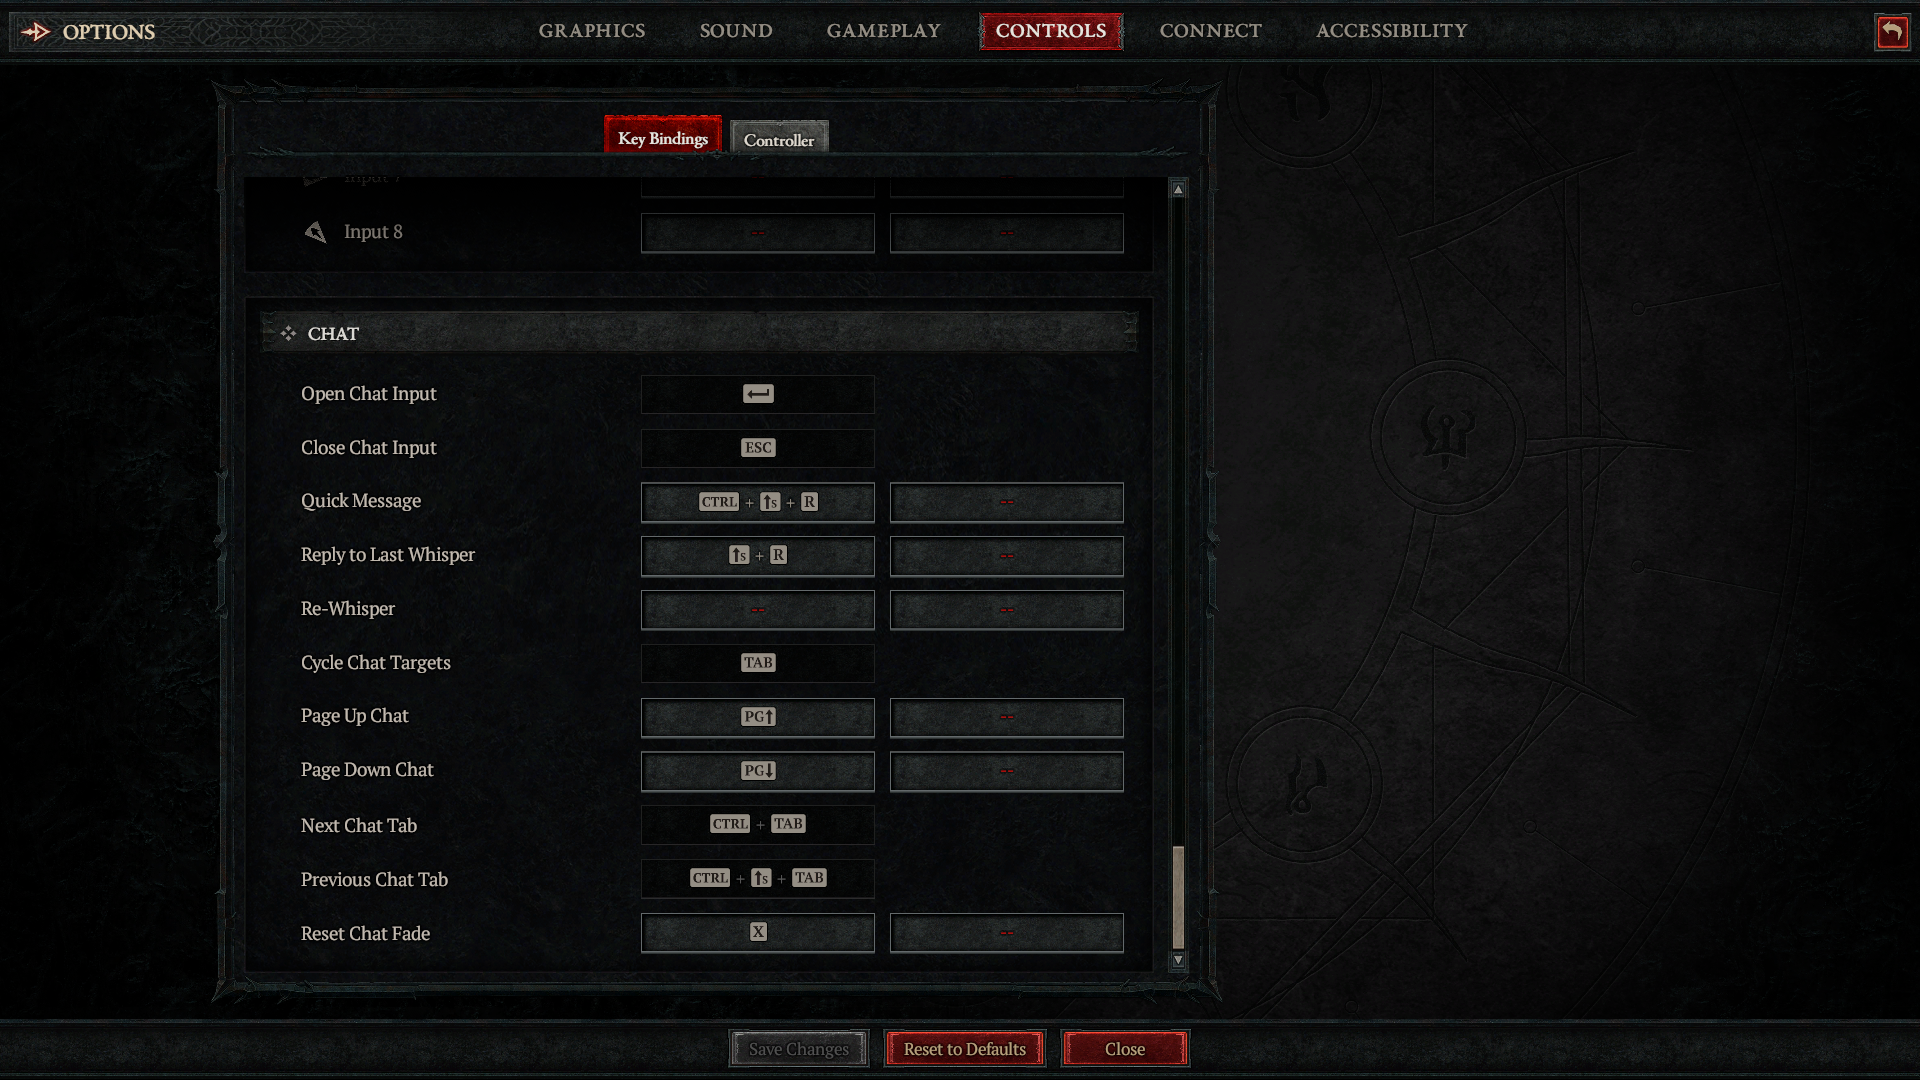 OPTIONS
GRAPHICS SOUND GAMEPLAY CONTROLS CONNECT ACCESSIBILITY
Key Bindings Controller
Input 7
Input 8 -- --
CHAT
Open Chat Input
Close Chat Input ESC
Quick Message CTRL + S + R --
Reply to Last Whisper S + R --
Re-Whisper -- --
Cycle Chat Targets TAB
Page Up Chat PG --
Page Down Chat PG --
Next Chat Tab CTRL + TAB
Previous Chat Tab CTRL + S + TAB
Reset Chat Fade X --
Save Changes Reset to Defaults Close